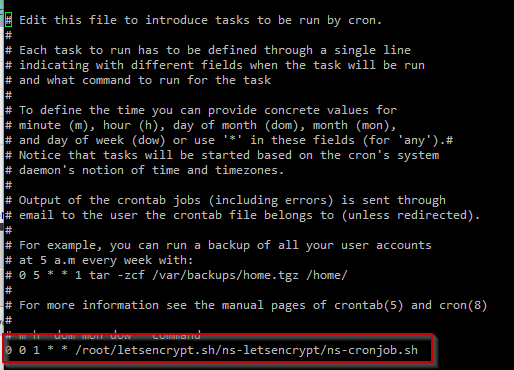 # Edit this file to introduce tasks to be run by cron.
#
# Each task to run has to be defined through a single line
# indicating with different fields when the task will be run
# and what command to run for the task
#
# To define the time you can provide concrete values for
# minute (m), hour (h), day of month (dom), month (mon),
# and day of week (dow) or use '*' in these fields (for 'any').#
# Notice that tasks will be started based on the cron's system
# daemon's notion of time and timezones.
#
# Output of the crontab jobs (including errors) is sent through
# email to the user the crontab file belongs to (unless redirected).
#
# For example, you can run a backup of all your user accounts
# at 5 a.m every week with:
# 0 5 * * 1 tar -zcf /var/backups/home.tgz /home/
#
# For more information see the manual pages of crontab(5) and cron(8)
#
# m h  dom mon dow   command
0 0 1 * * /root/letsencrypt.sh/ns-letsencrypt/ns-cronjob.sh